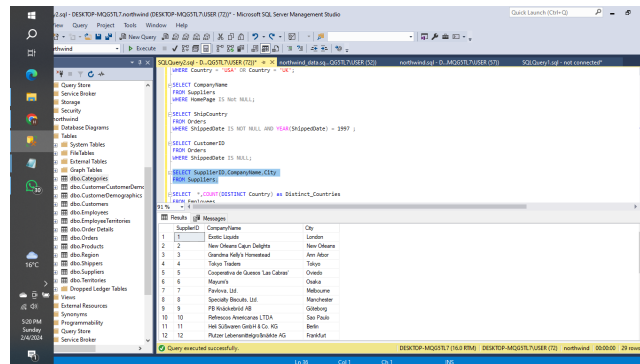 y2.sql - DESKTOP-MQG5TL7.northwind (DESKTOP-MQG5TL7\USER (72))* - Microsoft SQL Server Management Studio
Quick Launch (Ctrl+Q)
View Query Project Tools Window Help
New Query
rthwind
Execute
SQLQuery2.sql - D...QG5TL7\USER (72))*
northwind_data.sq...QG5TL7\USER (52))
northwind.sql - D...MQG5TL7\USER (57))
SQLQuery1.sql - not connected*
Query Store
Service Broker
Storage
Security
northwind
Database Diagrams
Tables
System Tables
FileTables
External Tables
Graph Tables
dbo.Categories
dbo.CustomerCustomerDemo
dbo.CustomerDemographics
dbo.Customers
dbo.Employees
dbo.EmployeeTerritories
dbo.Order Details
dbo.Orders
dbo.Products
dbo.Region
dbo.Shippers
dbo.Suppliers
dbo.Territories
Dropped Ledger Tables
Views
External Resources
Synonyms
Programmability
Query Store
Service Broker
WHERE Country = 'USA' OR Country = 'UK';
SELECT CompanyName
FROM Suppliers
WHERE HomePage IS Not NULL;
SELECT ShipCountry
FROM Orders
WHERE ShippedDate IS NOT NULL AND YEAR(ShippedDate) = 1997 ;
SELECT CustomerID
FROM Orders
WHERE ShippedDate IS NULL;
SELECT SupplierID,CompanyName,City
FROM Suppliers;
SELECT *,COUNT(DISTINCT Country) as Distinct_Countries
FROM Employees
91 %
Results Messages
SupplierID CompanyName City
1 1 Exotic Liquids London
2 2 New Orleans Cajun Delights New Orleans
3 3 Grandma Kelly's Homestead Ann Arbor
4 4 Tokyo Traders Tokyo
5 5 Cooperativa de Quesos 'Las Cabras' Oviedo
6 6 Mayumi's Osaka
7 7 Pavlova, Ltd. Melbourne
8 8 Specialty Biscuits, Ltd. Manchester
9 9 PB Knäckebröd AB Göteborg
10 10 Refrescos Americanas LTDA Sao Paulo
11 11 Heli Süßwaren GmbH & Co. KG Berlin
12 12 Plutzer Lebensmittelgroßmärkte AG Frankfurt
Query executed successfully.
DESKTOP-MQG5TL7 (16.0 RTM) DESKTOP-MQG5TL7\USER (72) northwind 00:00:00 29 rows
Ln 38 Col 1 Ch 1 INS
16°C
5:20 PM
Sunday
2/4/2024